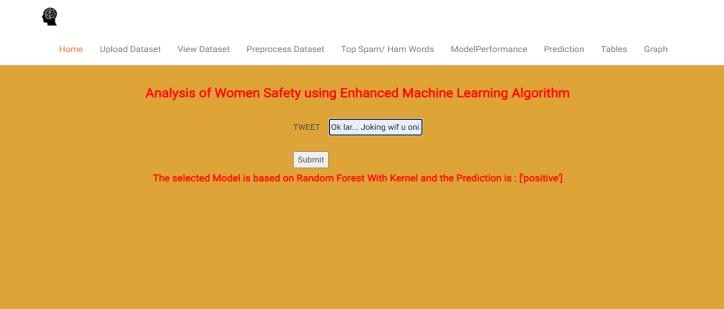 Home Upload Dataset View Dataset Preprocess Dataset Top Spam/ Ham Words ModelPerformance Prediction Tables Graph
Analysis of Women Safety using Enhanced Machine Learning Algorithm
TWEET Ok lar... Joking wif u oni.
Submit
The selected Model is based on Random Forest With Kernel and the Prediction is : ['positive']